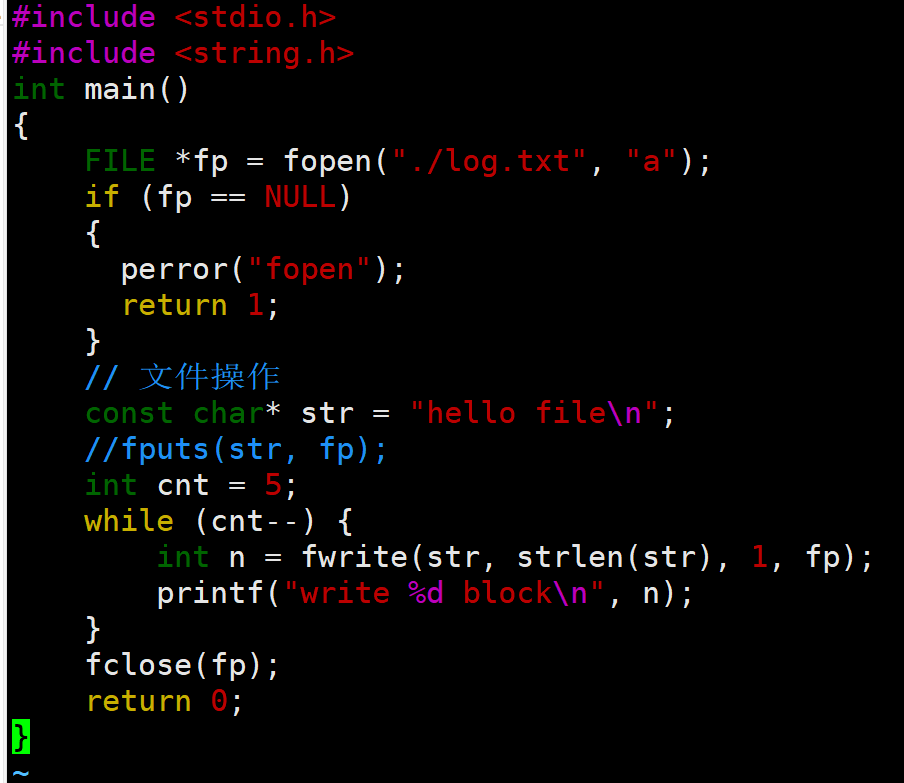 #include <stdio.h>
#include <string.h>
int main()
{
    FILE *fp = fopen("./log.txt", "a");
    if (fp == NULL)
    {
      perror("fopen");
      return 1;
    }
    // 文件操作
    const char* str = "hello file\n";
    //fputs(str, fp);
    int cnt = 5;
    while (cnt--) {
        int n = fwrite(str, strlen(str), 1, fp);
        printf("write %d block\n", n);
    }
    fclose(fp);
    return 0;
}
~